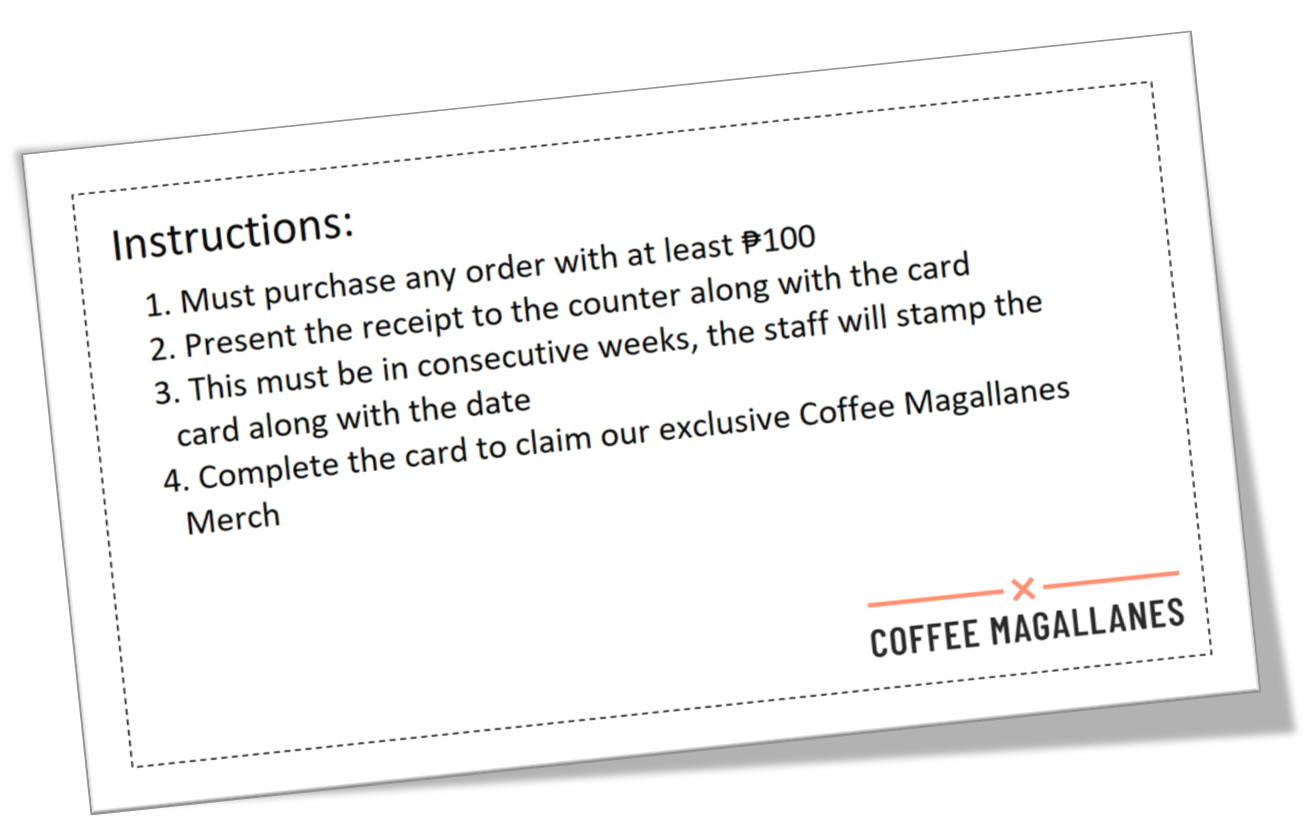 Instructions:
1. Must purchase any order with at least ₱100
2. Present the receipt to the counter along with the card
3. This must be in consecutive weeks, the staff will stamp the
card along with the date
4. Complete the card to claim our exclusive Coffee Magallanes
Merch
COFFEE MAGALLANES